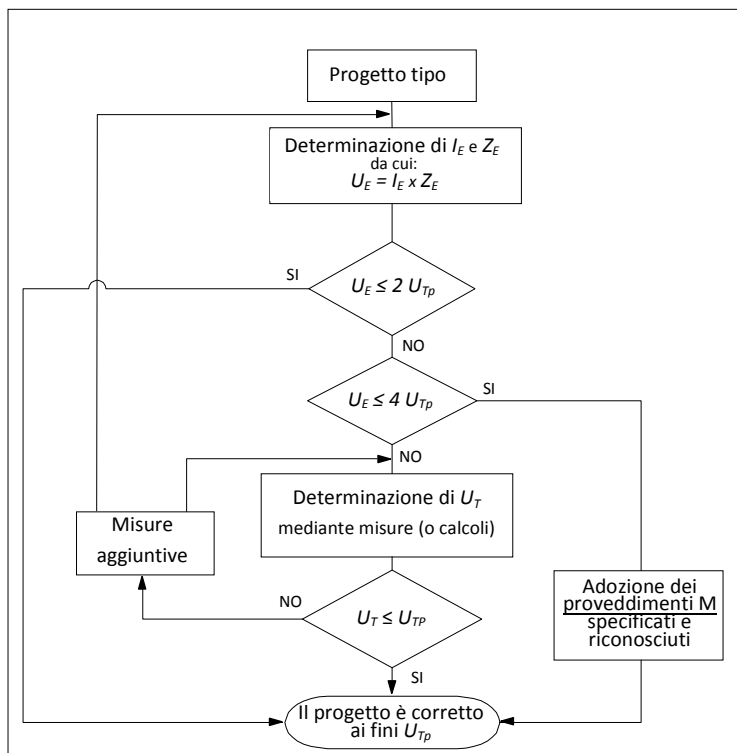 Progetto tipo
Determinazione di I_E e Z_E
da cui:
U_E = I_E x Z_E
SI
U_E ≤ 2 U_Tp
NO
U_E ≤ 4 U_Tp
SI
NO
Determinazione di U_T
mediante misure (o calcoli)
Misure
aggiuntive
NO
U_T ≤ U_TP
SI
Adozione dei
proveddimenti M
specificati e
riconosciuti
Il progetto è corretto
ai fini U_Tp